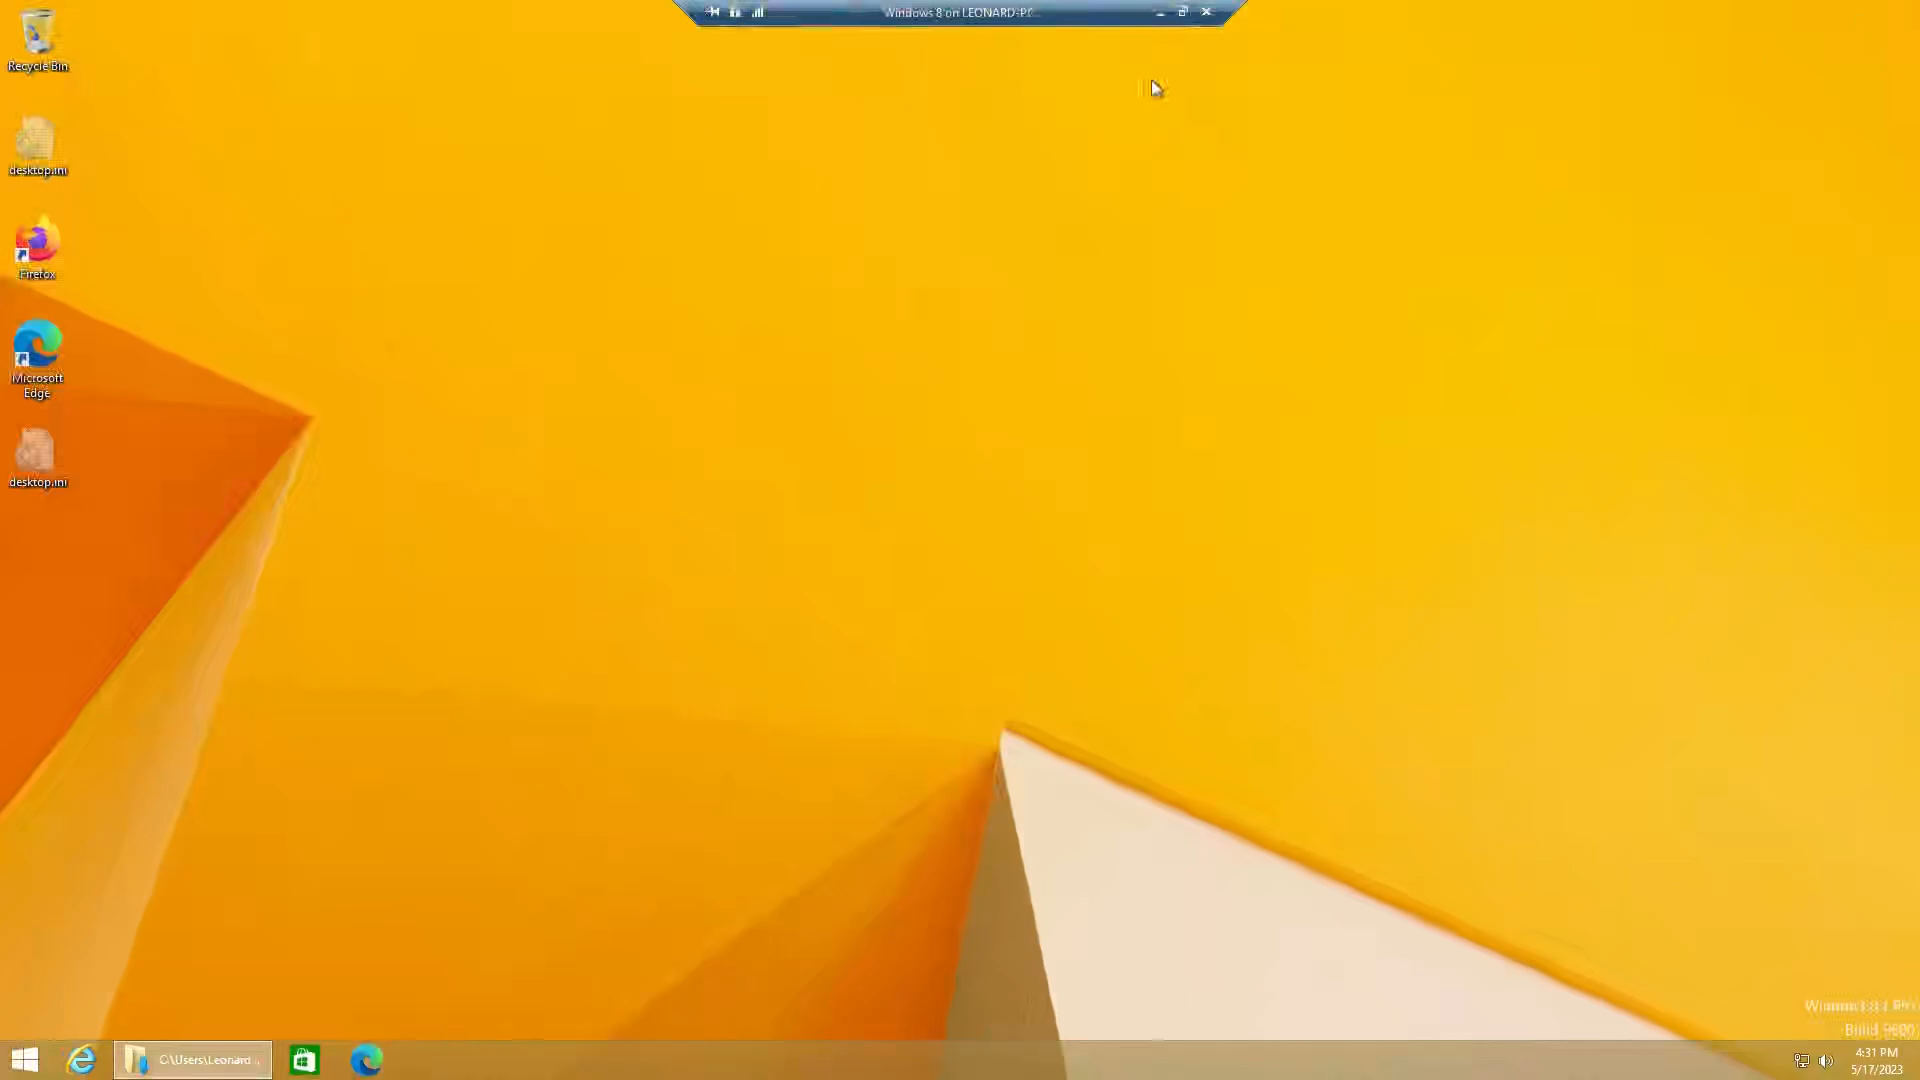 Windows 8 on LEONARD-PC
Recycle Bin
desktop.ini
Firefox
Microsoft
Edge
desktop.ini
Build 9600
C:\Users\Leonard...
4:31 PM
5/17/2023